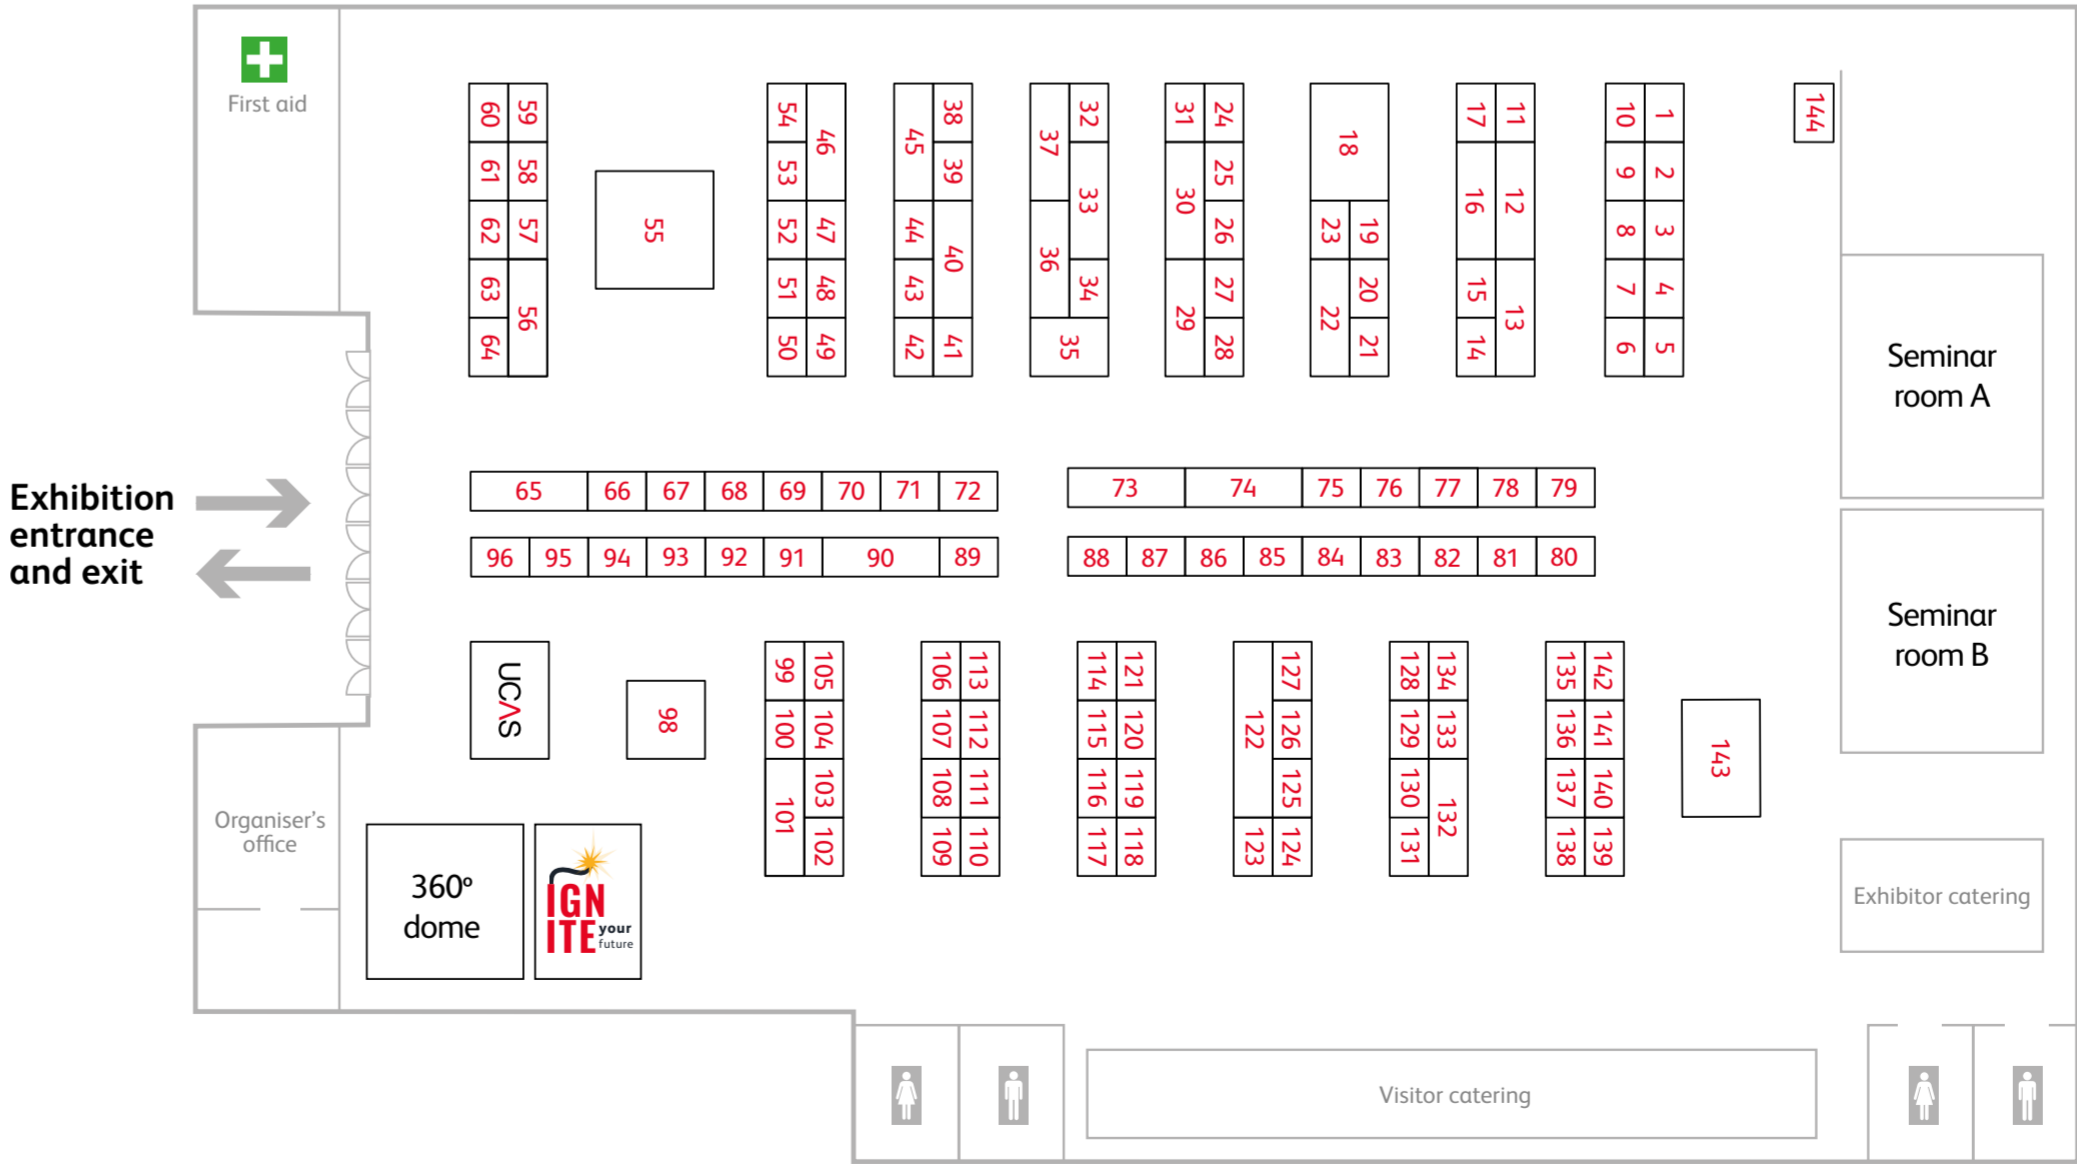 First aid
60 59
61 58
62 57
63 56
64
55
54 46
53
52 47
51 48
50 49
45 38
39
44 40
43
42 41
37 32
33
36 34
35
31 24
30 25
26
29 27
28
18
23 19
22 20
21
17 11
16 12
15 13
14
10 1
9 2
8 3
7 4
6 5
144
Seminar
room A
Exhibition
entrance
and exit
65 66 67 68 69 70 71 72
73 74 75 76 77 78 79
96 95 94 93 92 91 90 89
88 87 86 85 84 83 82 81 80
Seminar
room B
UCAS
98
99 105
100 104
101 103
102
106 113
107 112
108 111
109 110
114 121
115 120
116 119
117 118
122 127
126
125
123 124
128 134
129 133
130 132
131
135 142
136 141
137 140
138 139
143
Organiser's
office
360º
dome
IGN
ITE your
future
Exhibitor catering
Visitor catering